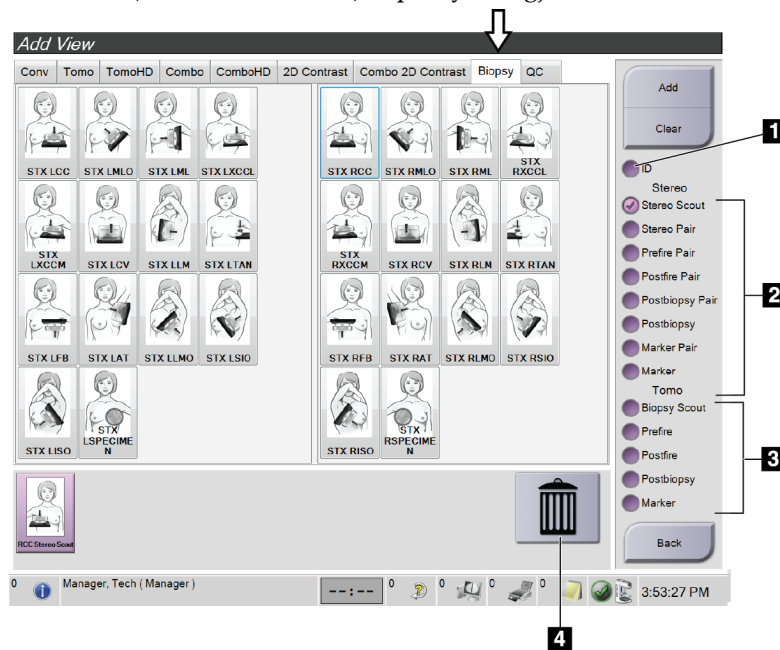 Add View
Conv Tomo TomoHD Combo ComboHD 2D Contrast Combo 2D Contrast Biopsy QC
STX LCC STX LMLO STX LML STX LXCCL
STX RCC STX RMLO STX RML STX
RXCCL
STX
LXCCM STX LCV STX LLM STX LTAN
STX
RXCCM STX RCV STX RLM STX RTAN
STX LFB STX LAT STX LLMO STX LSIO
STX RFB STX RAT STX RLMO STX RSIO
STX LISO STX
LSPECIME
N
STX RISO STX
RSPECIME
N
RCC Stereo Scout
Add
Clear
1
ID
Stereo
Stereo Scout
Stereo Pair
Prefire Pair
Postfire Pair
Postbiopsy Pair
2
Postbiopsy
Marker Pair
Marker
Tomo
Biopsy Scout
Prefire
Postfire
3
Postbiopsy
Marker
Back
0 Manager, Tech ( Manager ) --:-- 0 0 0 0 3:53:27 PM
4